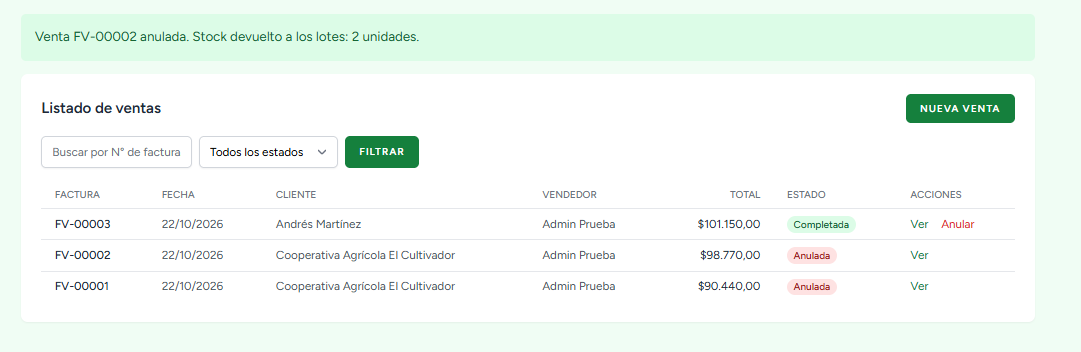 Venta FV-00002 anulada. Stock devuelto a los lotes: 2 unidades.
Listado de ventas
NUEVA VENTA
Buscar por N° de factura Todos los estados FILTRAR
FACTURA FECHA CLIENTE VENDEDOR TOTAL ESTADO ACCIONES
FV-00003 22/10/2026 Andrés Martínez Admin Prueba $101.150,00 Completada Ver Anular
FV-00002 22/10/2026 Cooperativa Agrícola El Cultivador Admin Prueba $98.770,00 Anulada Ver
FV-00001 22/10/2026 Cooperativa Agrícola El Cultivador Admin Prueba $90.440,00 Anulada Ver